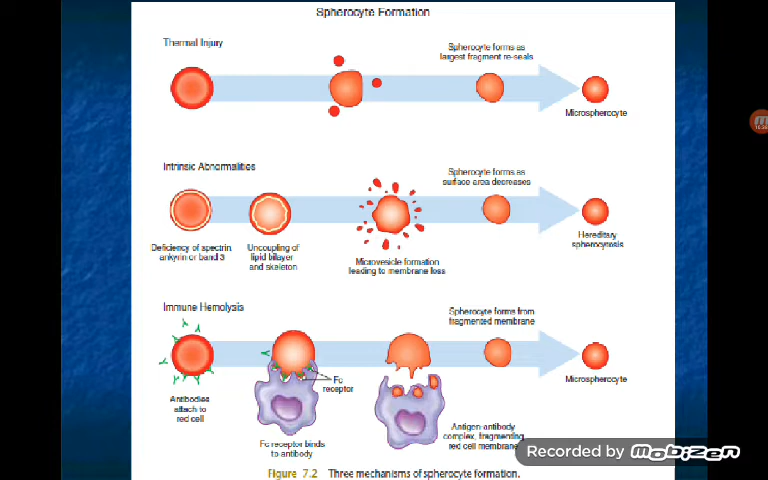 Spherocyte Formation
Thermal Injury
Spherocyte forms as
largest fragment re-seals
Microspherocyte
Intrinsic Abnormalities
Spherocyte forms as
surface area decreases
Deficiency of spectrin,
ankyrin or band 3
Uncoupling of
lipid bilayer
and skeleton
Microvesicle formation
leading to membrane loss
Hereditary
spherocytosis
Immune Hemolysis
Spherocyte forms from
fragmented membrane
Fc
receptor
Microspherocyte
Antibodies
attach to
red cell
Fc receptor binds
to antibody
Antigen-antibody
complex, fragmenting
red cell membrane
Recorded by mobizen
Figure 7.2 Three mechanisms of spherocyte formation.